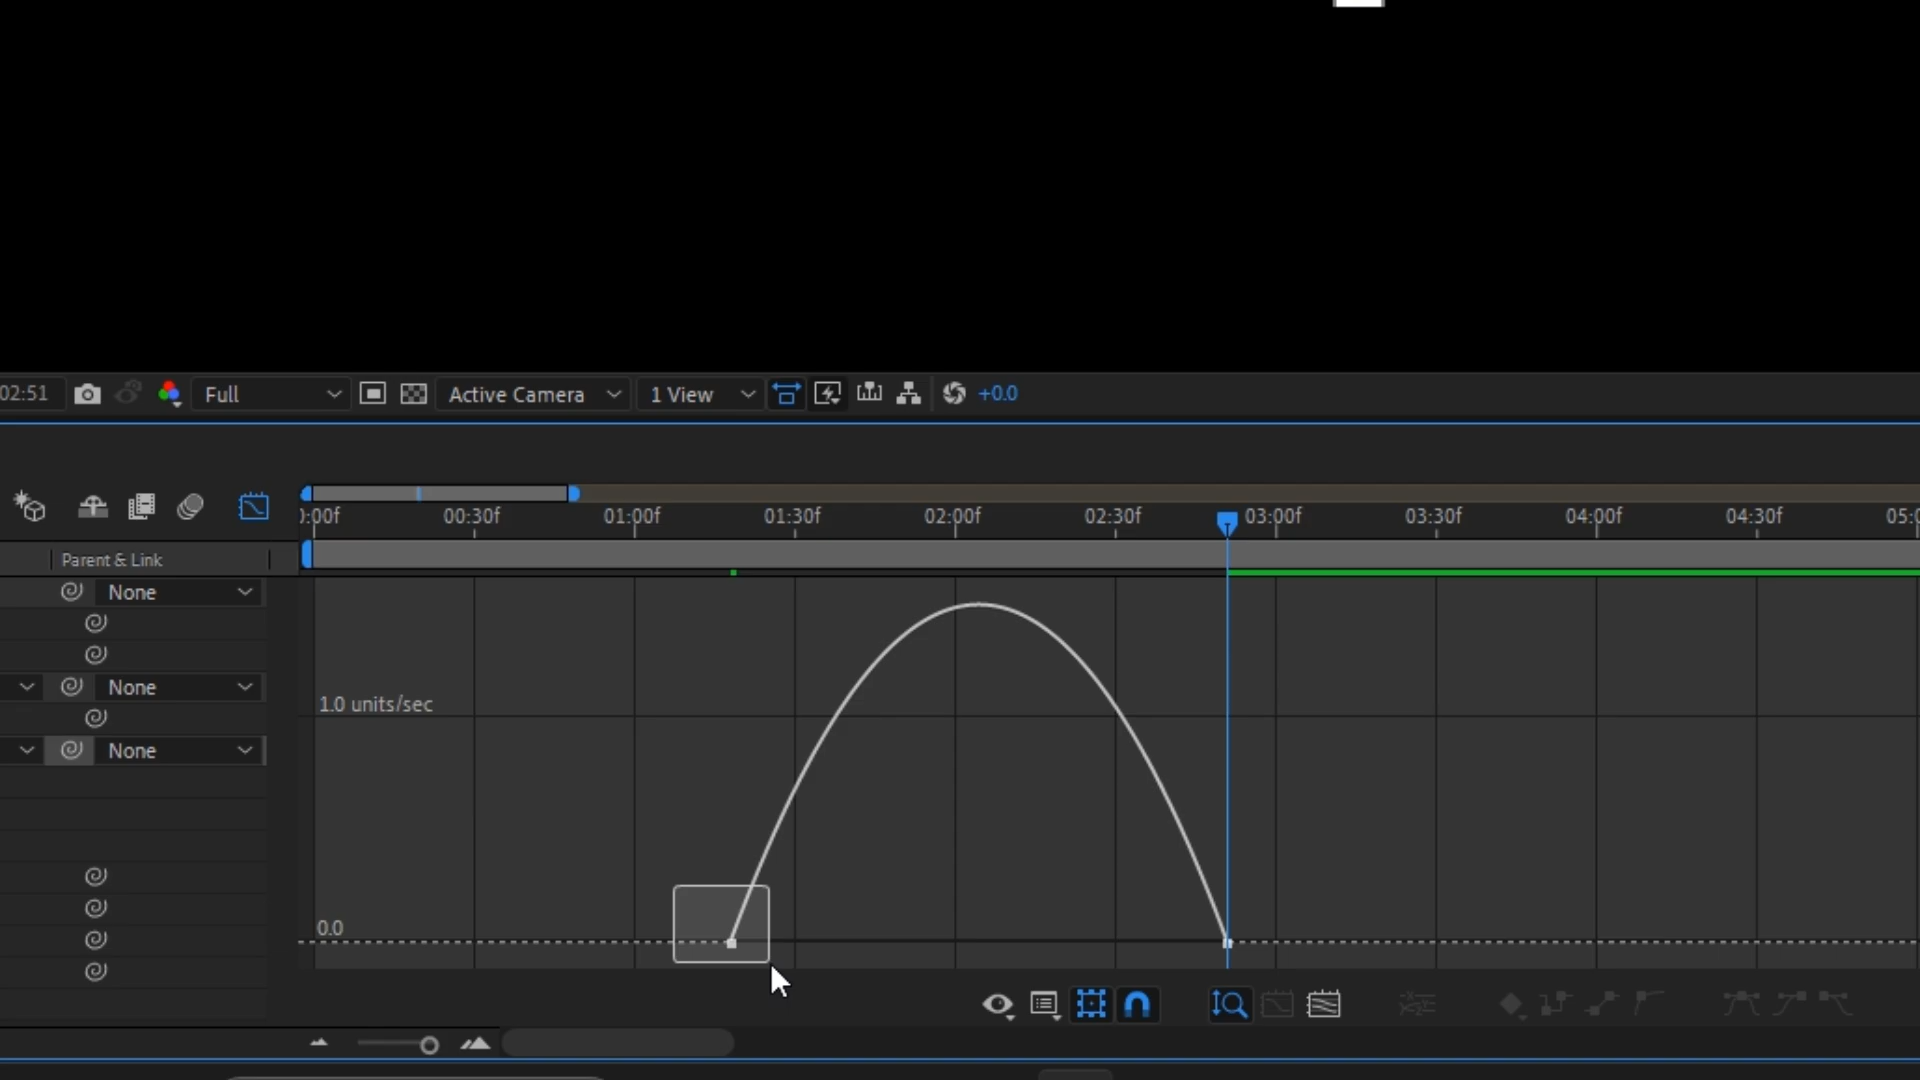 02:51 Full Active Camera 1 View +0.0
0:00f 00:30f 01:00f 01:30f 02:00f 02:30f 03:00f 03:30f 04:00f 04:30f
Parent & Link
None
None
1.0 units/sec
None
0.0